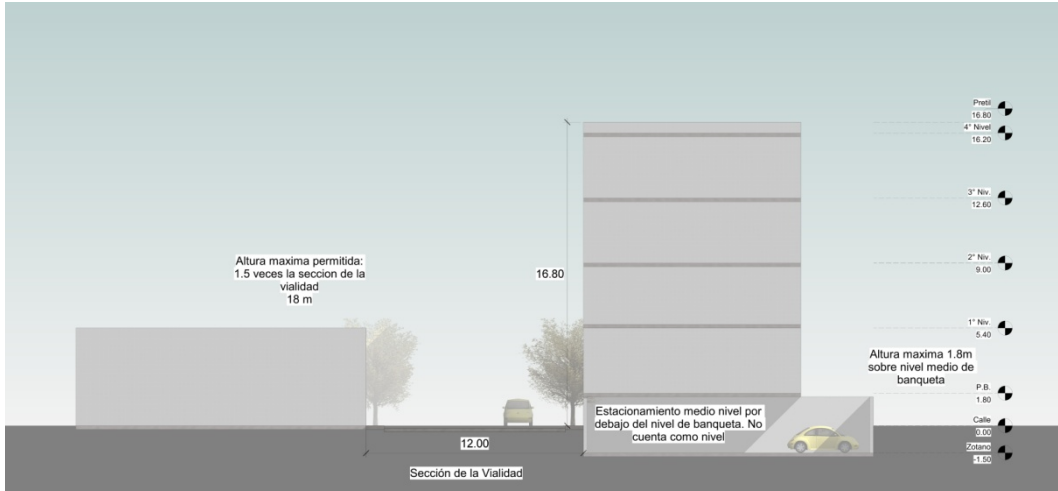 Pretil
16.80
4° Nivel
16.20
3° Niv.
12.60
Altura maxima permitida:
1.5 veces la seccion de la
vialidad
18 m
16.80
2° Niv.
9.00
1° Niv.
5.40
Altura maxima 1.8m
sobre nivel medio de
banqueta
P.B.
1.80
Estacionamiento medio nivel por
debajo del nivel de banqueta. No
cuenta como nivel
Calle
0.00
12.00
Zotano
-1.50
Sección de la Vialidad